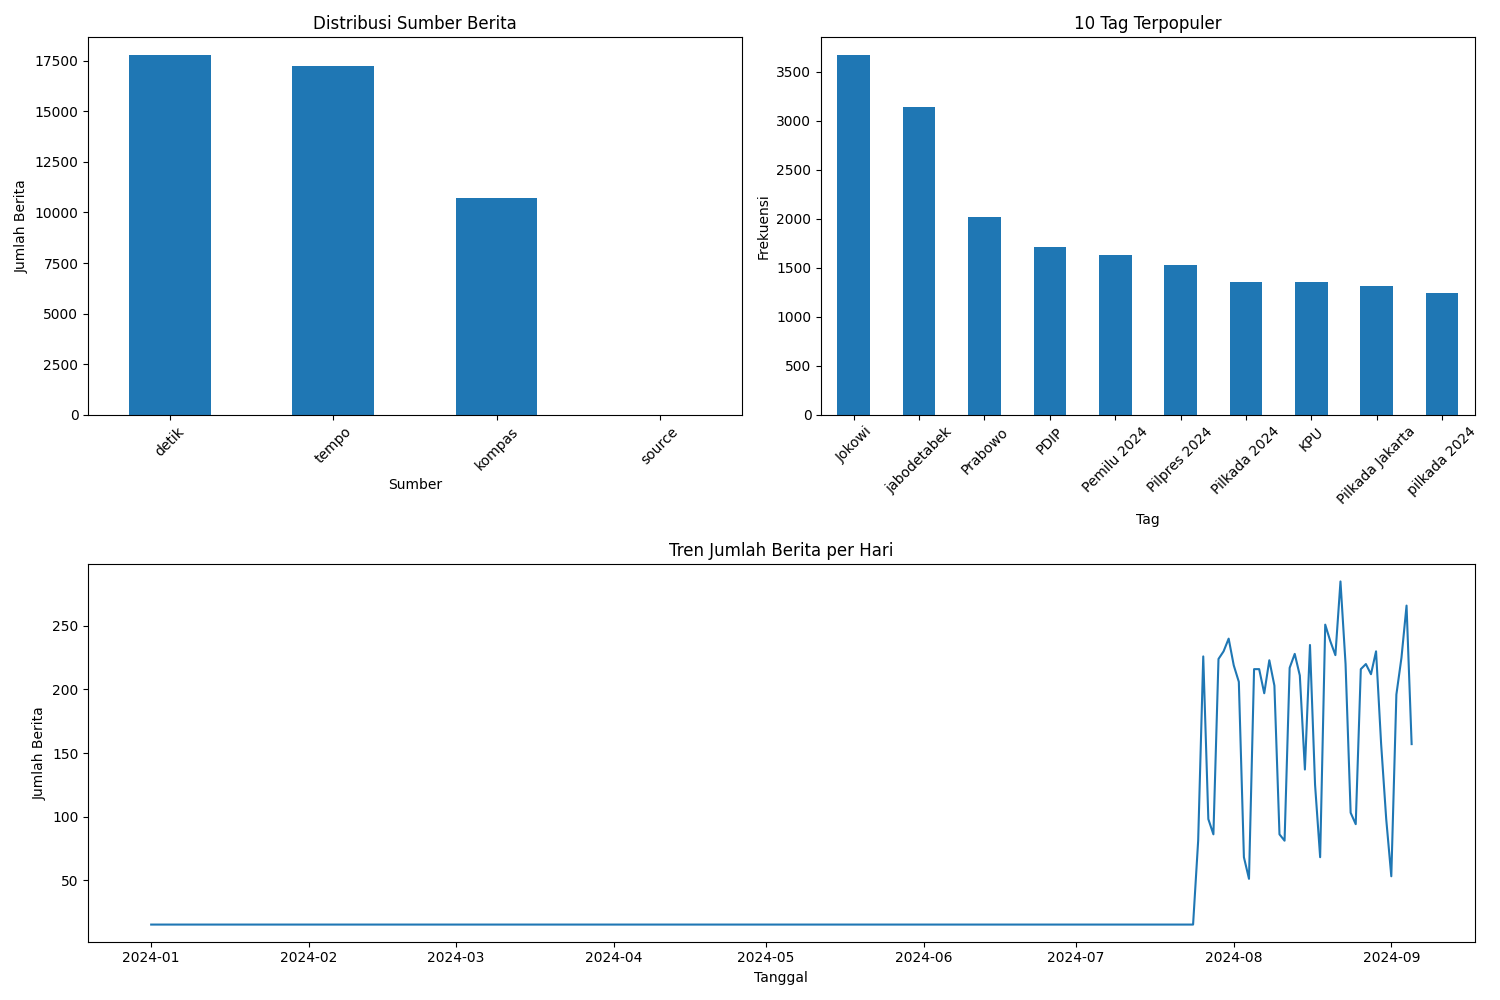 Distribusi Sumber Berita
Jumlah Berita
17500
15000
12500
10000
7500
5000
2500
0
detik
tempo
kompas
source
Sumber
10 Tag Terpopuler
Frekuensi
3500
3000
2500
2000
1500
1000
500
0
Jokowi
jabodetabek
Prabowo
PDIP
Pemilu 2024
Pilpres 2024
Pilkada 2024
KPU
Pilkada Jakarta
pilkada 2024
Tag
Tren Jumlah Berita per Hari
Jumlah Berita
250
200
150
100
50
2024-01
2024-02
2024-03
2024-04
2024-05
2024-06
2024-07
2024-08
2024-09
Tanggal